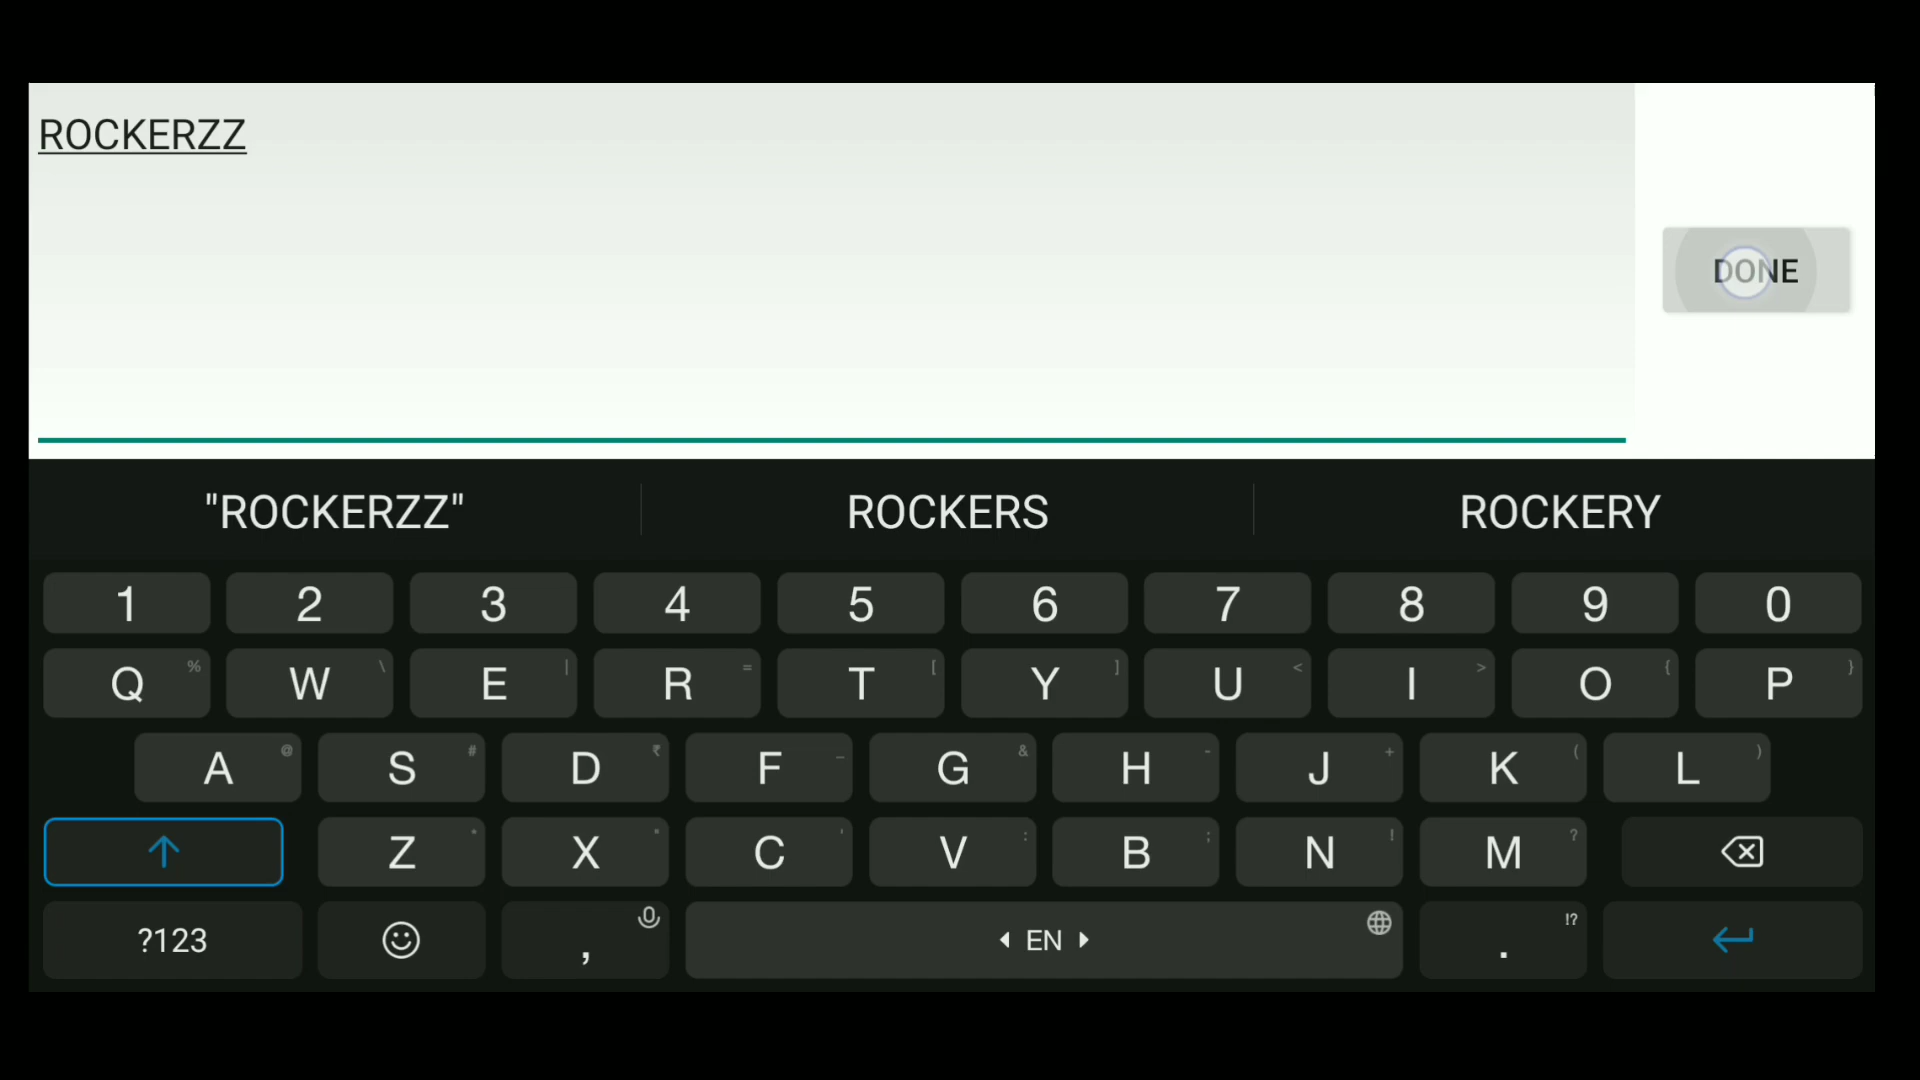 ROCKERZZ
DONE
"ROCKERZZ" ROCKERS ROCKERY
1 2 3 4 5 6 7 8 9 0
Q % W \ E | R = T [ Y ] U < I > O { P }
A @ S # D ₹ F _ G & H - J + K ( L )
Z * X " C ' V : B ; N ! M ?
?123 , EN . !?